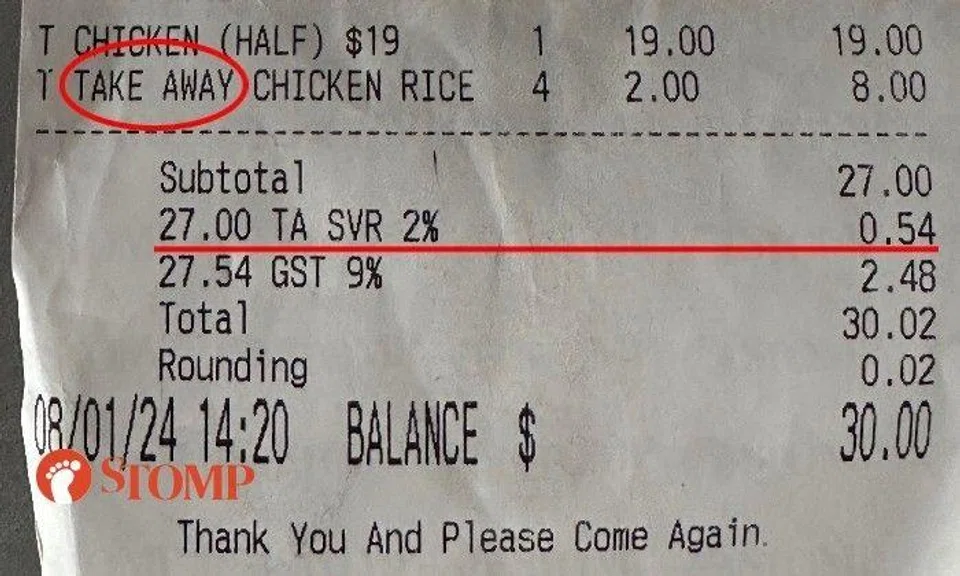 T CHICKEN (HALF) $19 1 19.00 19.00
T TAKE AWAY CHICKEN RICE 4 2.00 8.00
Subtotal 27.00
27.00 TA SVR 2% 0.54
27.54 GST 9% 2.48
Total 30.02
Rounding 0.02
08/01/24 14:20 BALANCE $ 30.00
STOMP
Thank You And Please Come Again.